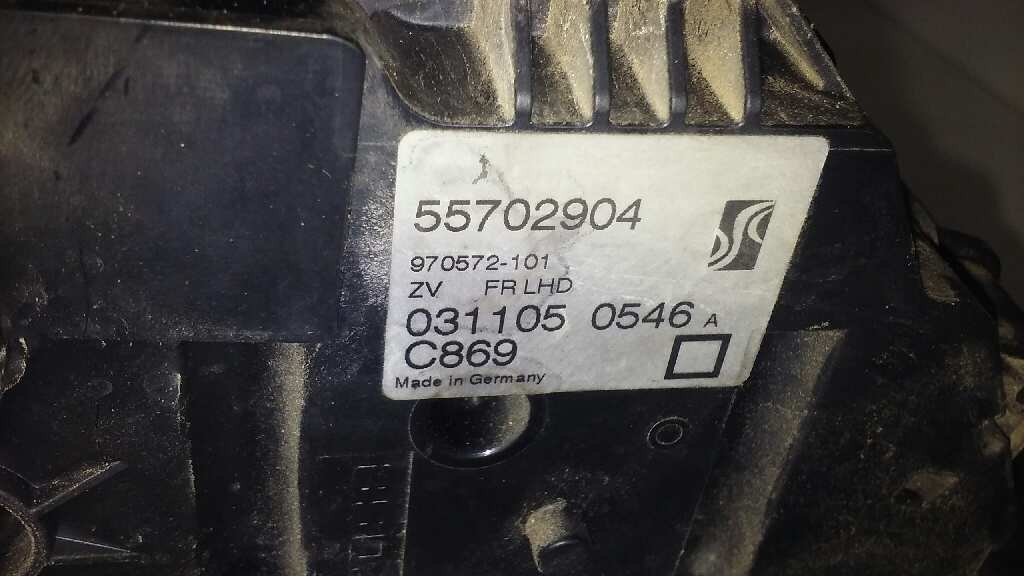 55702904
970572-101
ZV FR LHD
031105 0546 A
C869
Made in Germany